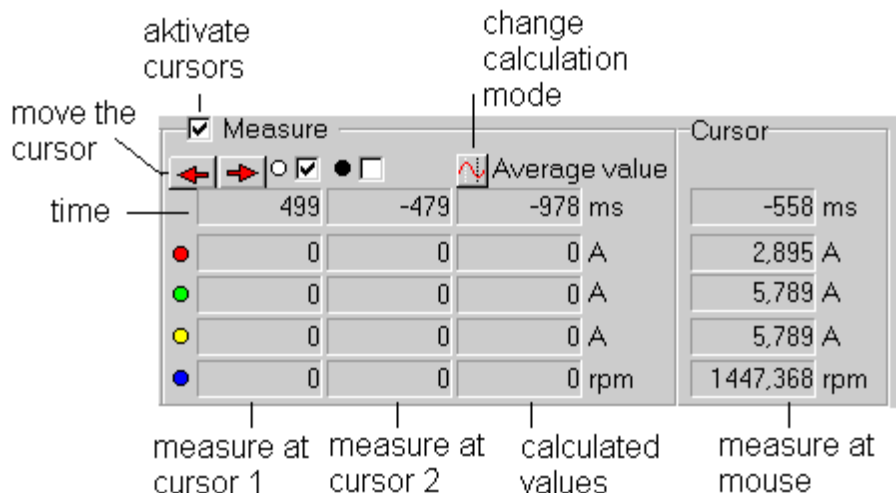 aktivate
cursors
change
calculation
mode
move the
cursor
Measure
Cursor
Average value
time
499 -479 -978 ms -558 ms
0 0 0 A 2,895 A
0 0 0 A 5,789 A
0 0 0 A 5,789 A
0 0 0 rpm 1447,368 rpm
measure at
cursor 1
measure at
cursor 2
calculated
values
measure at
mouse